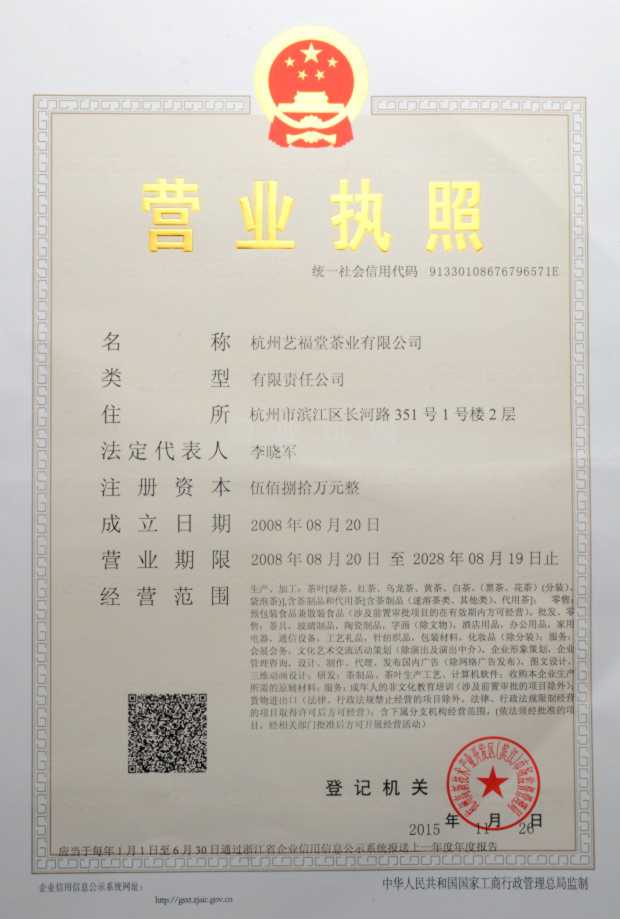 营业执照
统一社会信用代码 91330108676796571E
名称 杭州艺福堂茶业有限公司
类型 有限责任公司
住所 杭州市滨江区长河路351号1号楼2层
法定代表人 李晓军
注册资本 伍佰捌拾万元整
成立日期 2008年08月20日
营业期限 2008年08月20日至2028年08月19日止
经营范围 生产、加工：茶叶[绿茶、红茶、乌龙茶、黄茶、白茶、(黑茶、花茶)(分装)、
袋泡茶)],含茶制品和代用茶[含茶制品(速溶茶类、其他类)、代用茶]； 零售：
预包装食品兼散装食品（涉及前置审批项目的在有效期内方可经营），批发、零
售：茶具，玻璃制品，陶瓷制品，字画（除文物），酒店用品，办公用品，家用
电器，通信设备，工艺礼品，针纺织品，包装材料，化妆品（除分装）；服务：
会展会务，文化艺术交流活动策划（除演出及演出中介），企业形象策划，企业
管理咨询，设计、制作、代理、发布国内广告（除网络广告发布），图文设计，
三维动画设计；研发：茶制品、茶叶生产工艺、计算机软件；收购本企业生产
所需的原辅材料；服务：成年人的非文化教育培训（涉及前置审批的项目除外）；
货物进出口（法律、行政法规禁止经营的项目除外，法律、行政法规限制经营
的项目取得许可后方可经营）；含下属分支机构经营范围。(依法须经批准的项
目，经相关部门批准后方可开展经营活动)
登记机关
2015年11月26日
应当于每年1月1日至6月30日通过浙江省企业信用信息公示系统报送上一年度年度报告
企业信用信息公示系统网址：
http://gsxt.zjaic.gov.cn
中华人民共和国国家工商行政管理总局监制